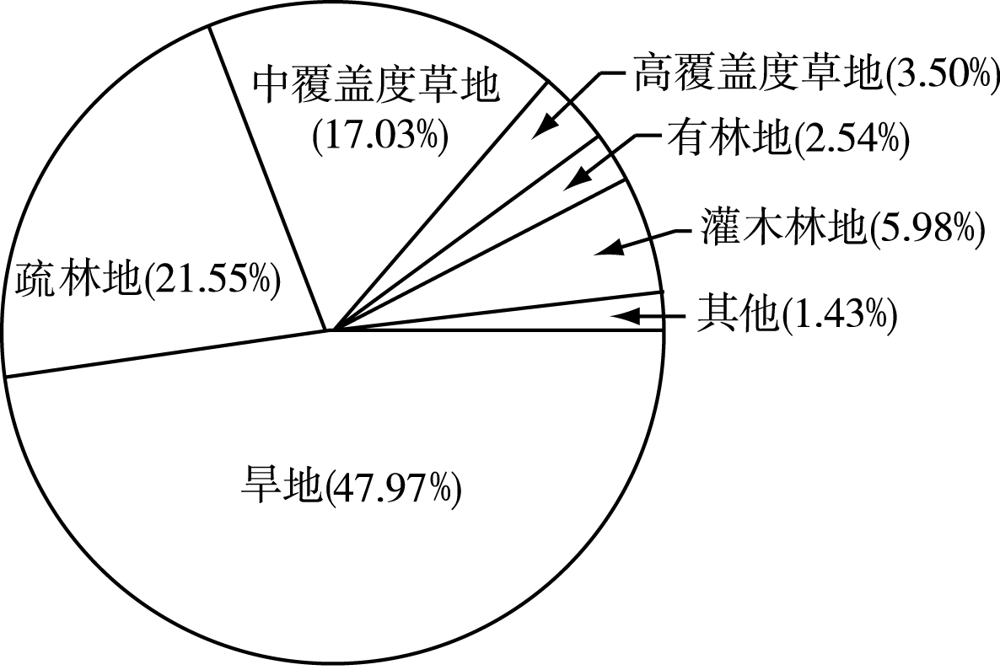 中覆盖度草地
(17.03%)
高覆盖度草地(3.50%)
有林地(2.54%)
灌木林地(5.98%)
其他(1.43%)
疏林地(21.55%)
旱地(47.97%)